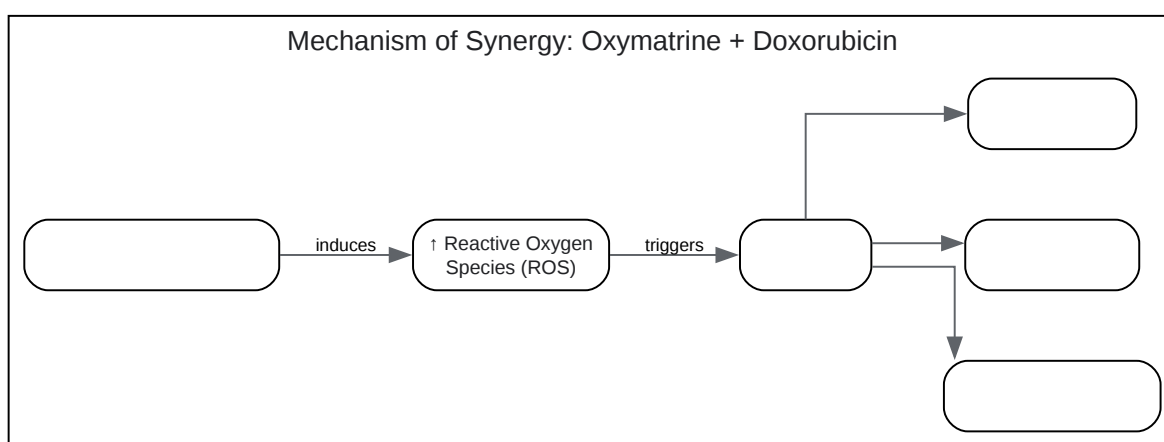 Mechanism of Synergy: Oxymatrine + Doxorubicin
induces
↑ Reactive Oxygen
Species (ROS)
triggers